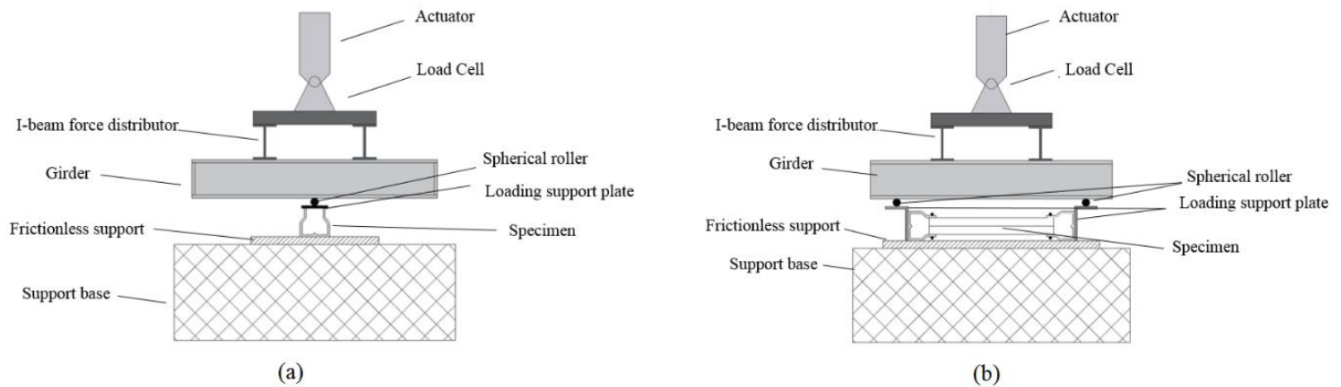 Actuator
Load Cell
I-beam force distributor
Girder
Spherical roller
Loading support plate
Frictionless support
Specimen
Support base
(a)
Actuator
Load Cell
I-beam force distributor
Girder
Spherical roller
Loading support plate
Frictionless support
Specimen
Support base
(b)